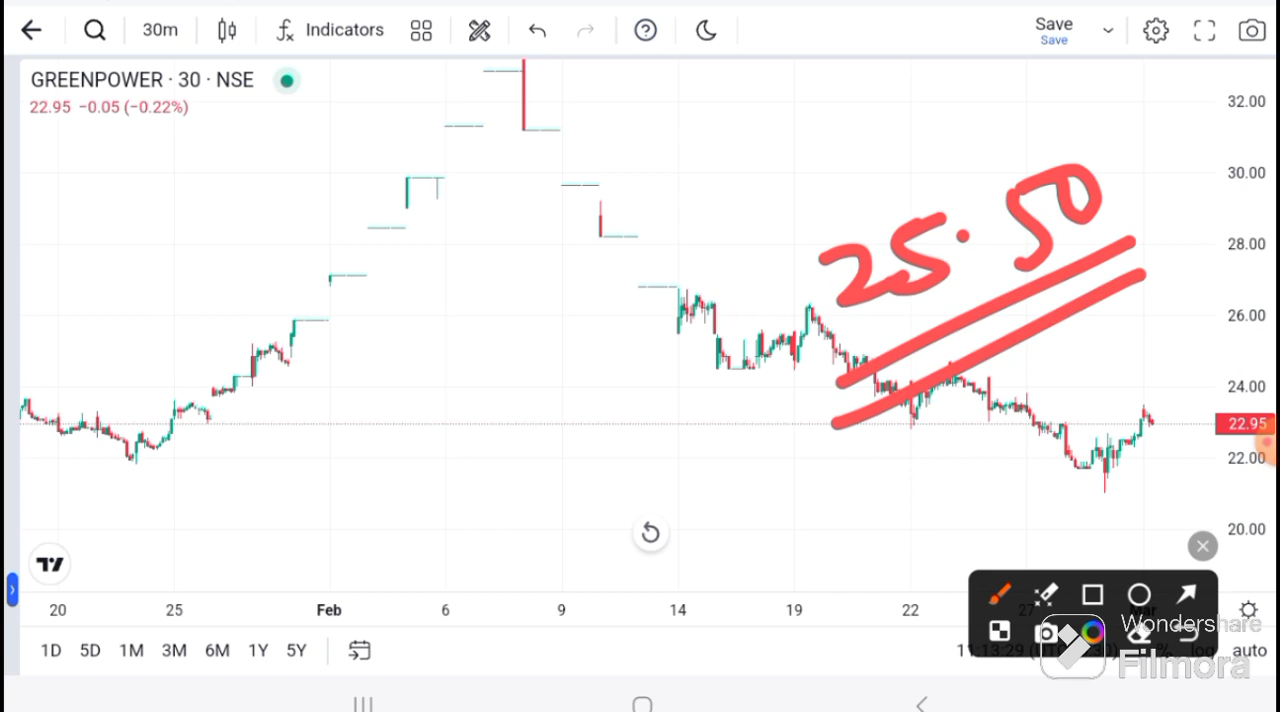 30m
Indicators
Save
Save
GREENPOWER · 30 · NSE
22.95 −0.05 (−0.22%)
25.50
32.00
30.00
28.00
26.00
24.00
22.95
22.00
20.00
20 25 Feb 6 9 14 19 22 27 Mar
1D 5D 1M 3M 6M 1Y 5Y
% log auto
Wondershare
Filmora